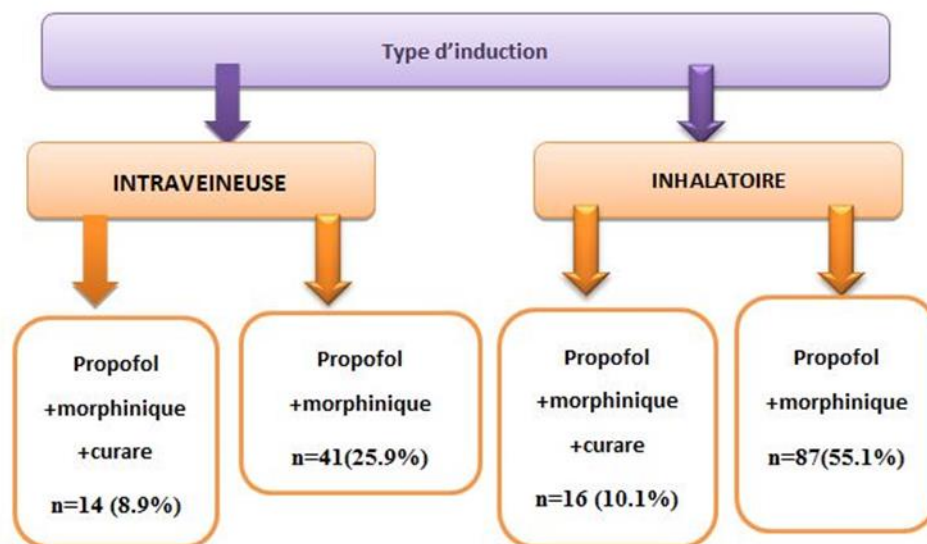 Type d’induction
INTRAVEINEUSE
INHALATOIRE
Propofol
+morphinique
+curare
n=14 (8.9%)
Propofol
+morphinique
n=41(25.9%)
Propofol
+morphinique
+curare
n=16 (10.1%)
Propofol
+morphinique
n=87(55.1%)